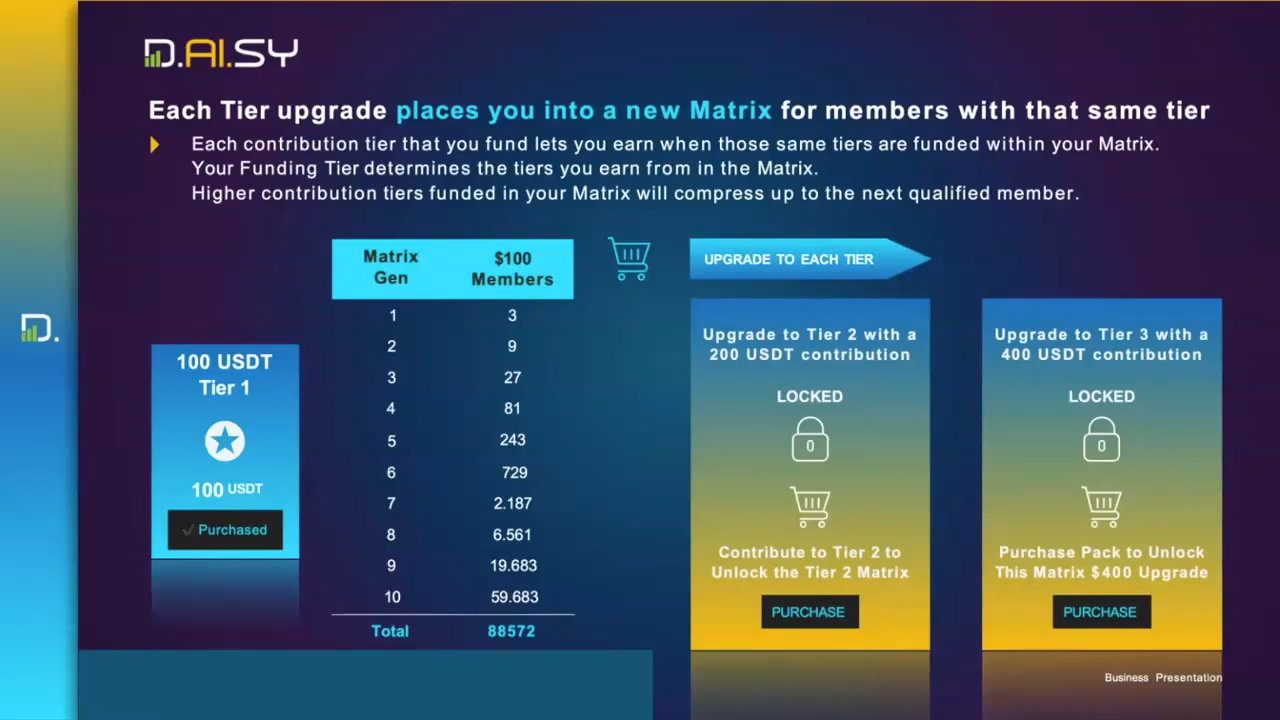 D.AI.SY
Each Tier upgrade places you into a new Matrix for members with that same tier
Each contribution tier that you fund lets you earn when those same tiers are funded within your Matrix.
Your Funding Tier determines the tiers you earn from in the Matrix.
Higher contribution tiers funded in your Matrix will compress up to the next qualified member.
D.
100 USDT
Tier 1
100 USDT
✓ Purchased
Matrix Gen $100 Members
1 3
2 9
3 27
4 81
5 243
6 729
7 2.187
8 6.561
9 19.683
10 59.683
Total 88572
UPGRADE TO EACH TIER
Upgrade to Tier 2 with a
200 USDT contribution
LOCKED
0
Contribute to Tier 2 to
Unlock the Tier 2 Matrix
PURCHASE
Upgrade to Tier 3 with a
400 USDT contribution
LOCKED
0
Purchase Pack to Unlock
This Matrix $400 Upgrade
PURCHASE
Business Presentation